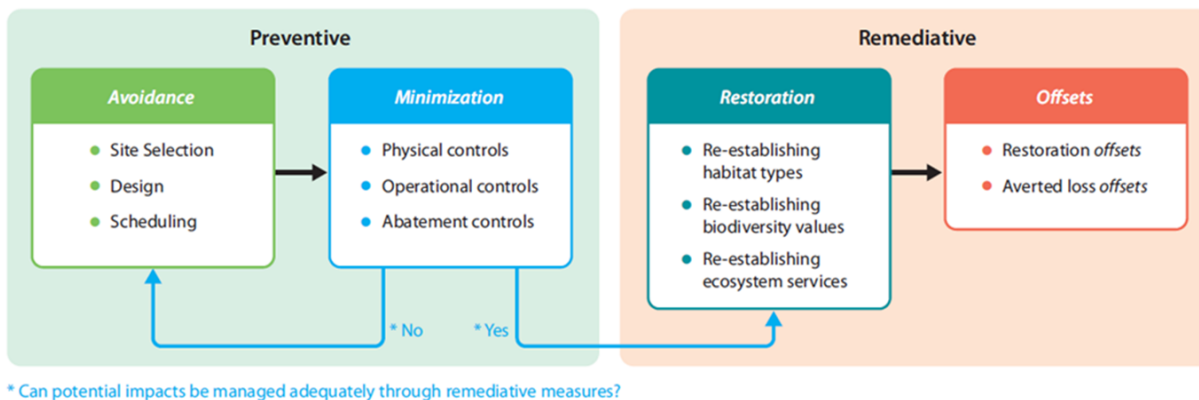 Preventive
Remediative
Avoidance
Site Selection
Design
Scheduling
Minimization
Physical controls
Operational controls
Abatement controls
Restoration
Re-establishing
habitat types
Re-establishing
biodiversity values
Re-establishing
ecosystem services
Offsets
Restoration offsets
Averted loss offsets
* No
* Yes
* Can potential impacts be managed adequately through remediative measures?